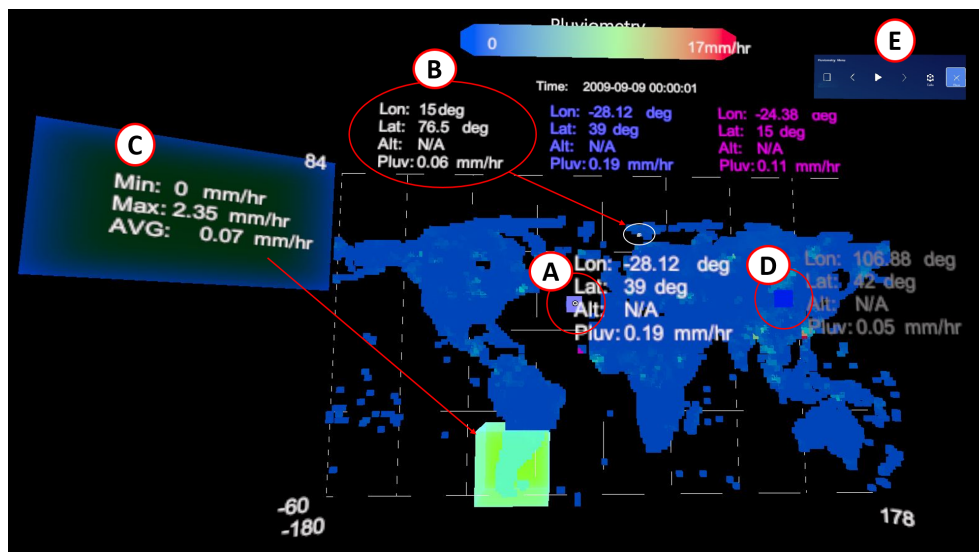 Pluviometry
0
17mm/hr
E
B
Time: 2009-09-09 00:00:01
Lon: 15deg
Lat: 76.5 deg
Alt: N/A
Pluv: 0.06 mm/hr
Lon: -28.12 deg
Lat: 39 deg
Alt: N/A
Pluv: 0.19 mm/hr
Lon: -24.38 deg
Lat: 15 deg
Alt: N/A
Pluv: 0.11 mm/hr
C
84
Min: 0 mm/hr
Max: 2.35 mm/hr
AVG: 0.07 mm/hr
A
Lon: -28.12 deg
Lat: 39 deg
Alt: N/A
Pluv: 0.19 mm/hr
D
Lon: 106.88 deg
Lat: 42 deg
Alt: N/A
Pluv: 0.05 mm/hr
-60
-180
178